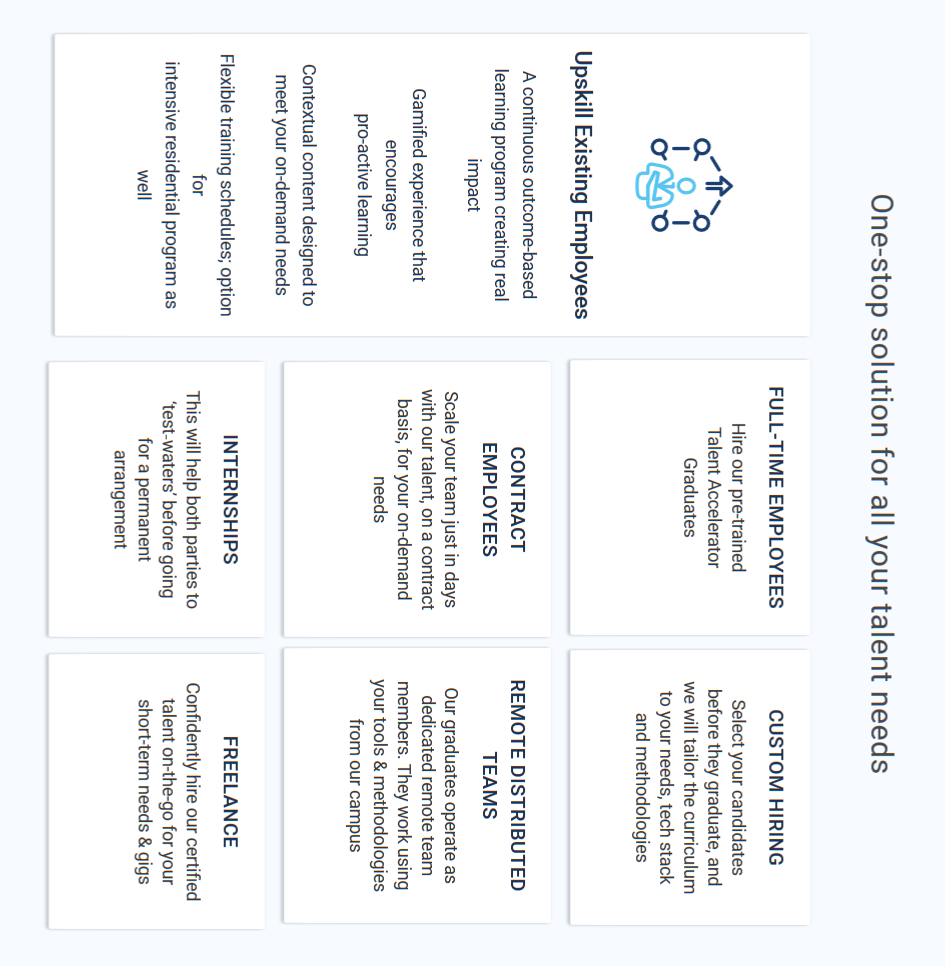 One-stop solution for all your talent needs
Upskill Existing Employees
A continuous outcome-based
learning program creating real
impact
Gamified experience that
encourages
pro-active learning
Contextual content designed to
meet your on-demand needs
Flexible training schedules; option
for
intensive residential program as
well
FULL-TIME EMPLOYEES
Hire our pre-trained
Talent Accelerator
Graduates
CUSTOM HIRING
Select your candidates
before they graduate, and
we will tailor the curriculum
to your needs, tech stack
and methodologies
CONTRACT
EMPLOYEES
Scale your team just in days
with our talent, on a contract
basis, for your on-demand
needs
REMOTE DISTRIBUTED
TEAMS
Our graduates operate as
dedicated remote team
members. They work using
your tools & methodologies
from our campus
INTERNSHIPS
This will help both parties to
‘test-waters’ before going
for a permanent
arrangement
FREELANCE
Confidently hire our certified
talent on-the-go for your
short-term needs & gigs